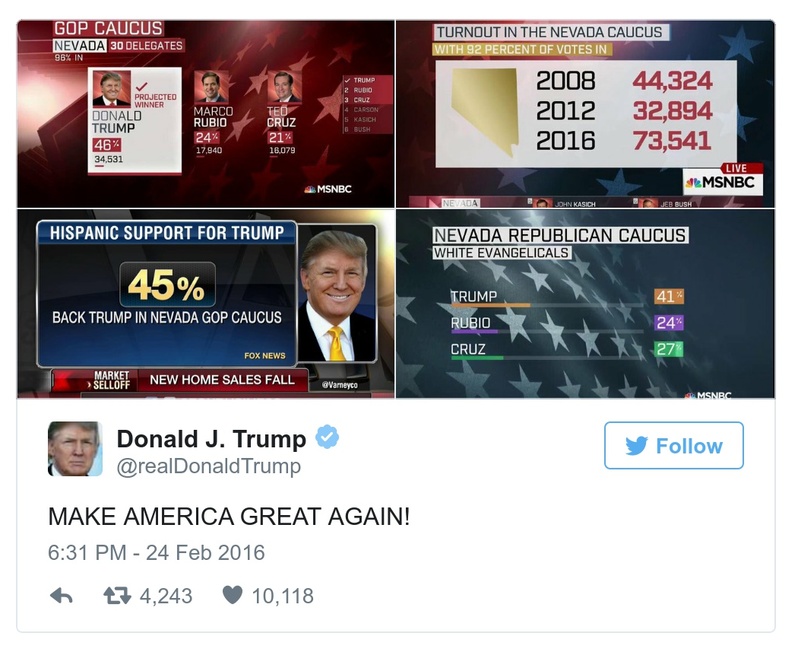 GOP CAUCUS
NEVADA 30 DELEGATES
96% IN
PROJECTED
WINNER
DONALD
TRUMP
46%
34,531
MARCO
RUBIO
24%
17,940
TED
CRUZ
21%
16,079
✓ TRUMP
2 RUBIO
3 CRUZ
4 CARSON
5 KASICH
6 BUSH
MSNBC
TURNOUT IN THE NEVADA CAUCUS
WITH 92 PERCENT OF VOTES IN
2008 44,324
2012 32,894
2016 73,541
LIVE
MSNBC
NEVADA JOHN KASICH JEB BUSH
HISPANIC SUPPORT FOR TRUMP
45%
BACK TRUMP IN NEVADA GOP CAUCUS
FOX NEWS
MARKET
SELLOFF
NEW HOME SALES FALL
@Varneyco
NEVADA REPUBLICAN CAUCUS
WHITE EVANGELICALS
TRUMP 41%
RUBIO 24%
CRUZ 27%
MSNBC
Donald J. Trump
@realDonaldTrump
Follow
MAKE AMERICA GREAT AGAIN!
6:31 PM - 24 Feb 2016
4,243 10,118